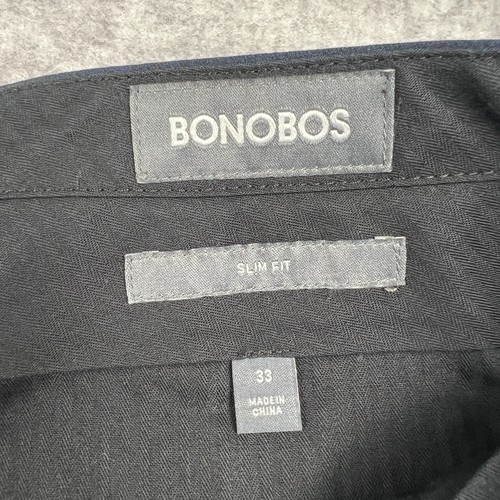 BONOBOS
SLIM FIT
33
MADE IN
CHINA